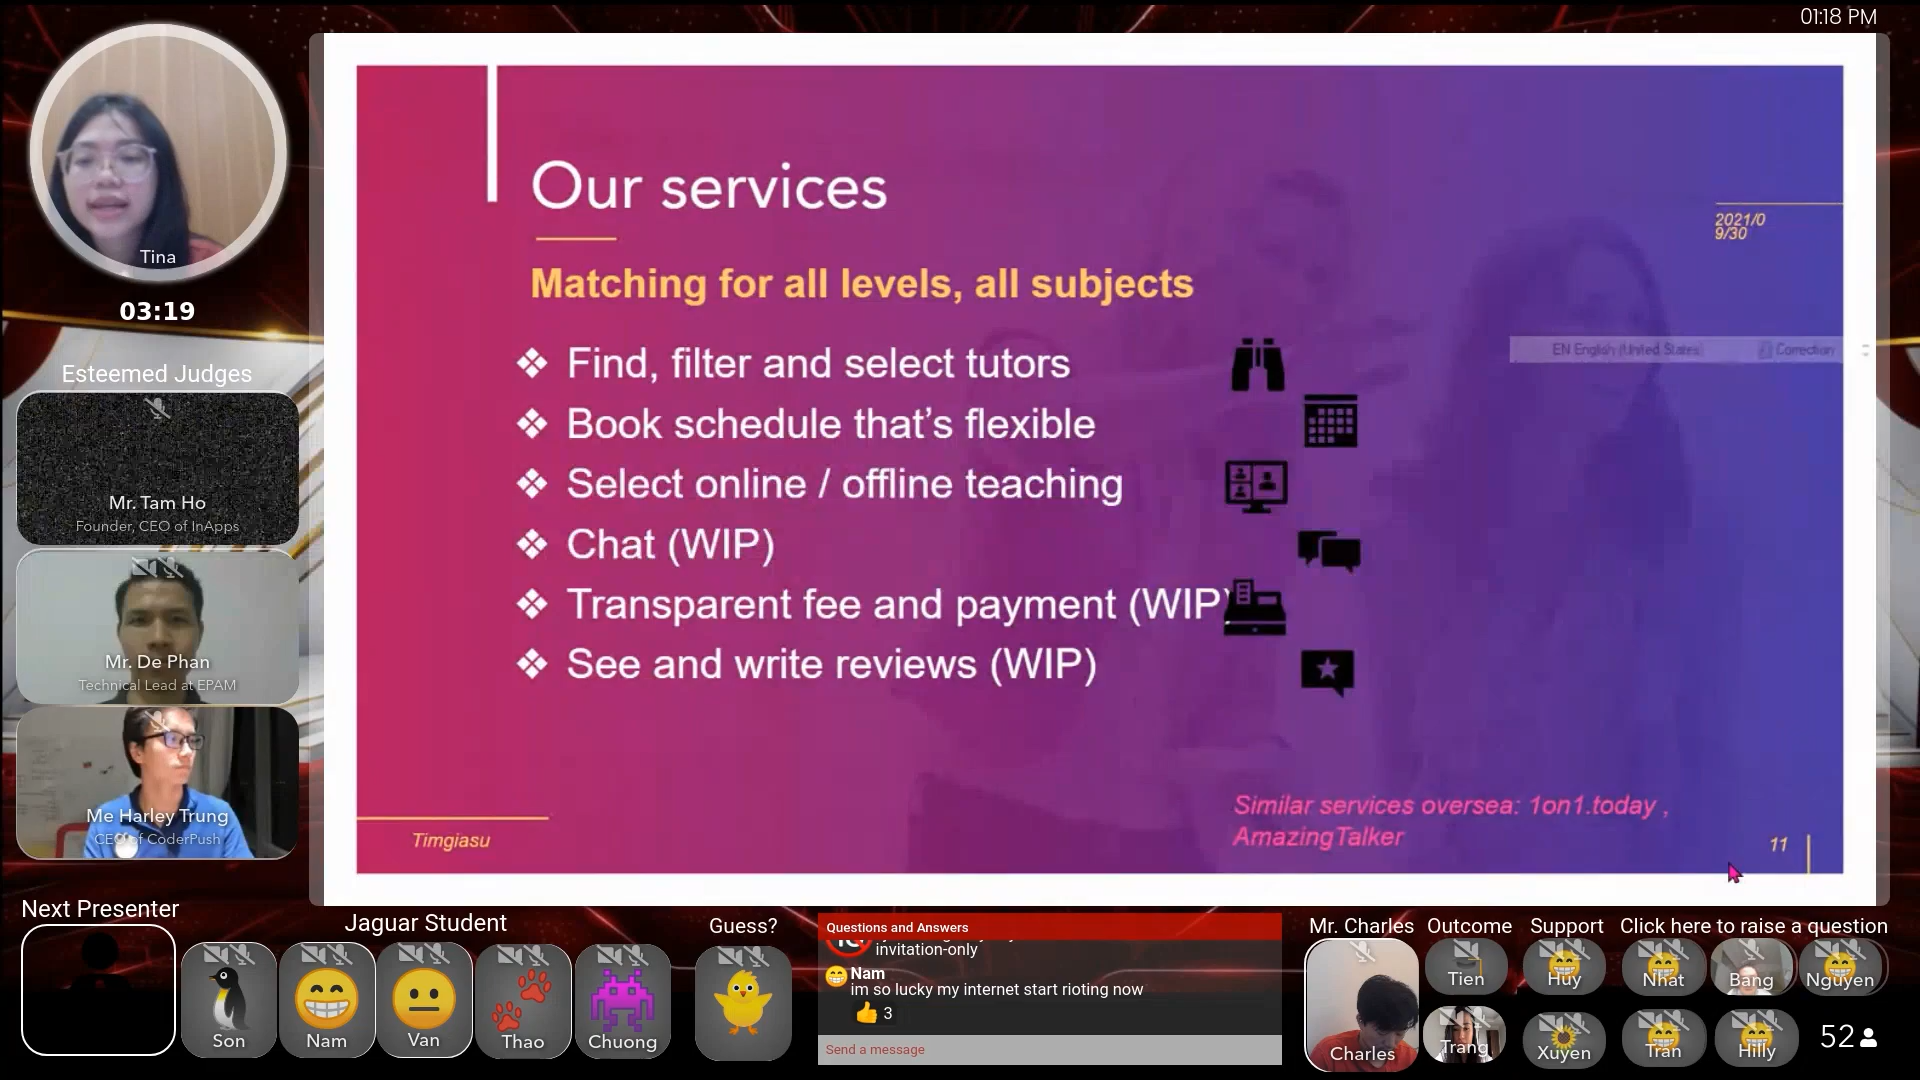 01:18 PM
Tina
03:19
Esteemed Judges
Mr. Tam Ho
Founder, CEO of InApps
Mr. De Phan
Technical Lead at EPAM
Me Harley Trung
CEO of CoderPush
Our services
2021/0
9/30
Matching for all levels, all subjects
EN English (United States)
Correction
❖ Find, filter and select tutors
❖ Book schedule that’s flexible
❖ Select online / offline teaching
❖ Chat (WIP)
❖ Transparent fee and payment (WIP)
❖ See and write reviews (WIP)
Similar services oversea: 1on1.today ,
AmazingTalker
Timgiasu
11
Next Presenter
Jaguar Student
Son
Nam
Van
Thao
Chuong
Guess?
Questions and Answers
invitation-only
Nam
im so lucky my internet start rioting now
👍 3
Send a message
Mr. Charles
Charles
Outcome
Tien
Trang
Support
Huy
Xuyen
Click here to raise a question
Nhat
Bang
Nguyen
Tran
Hilly
52